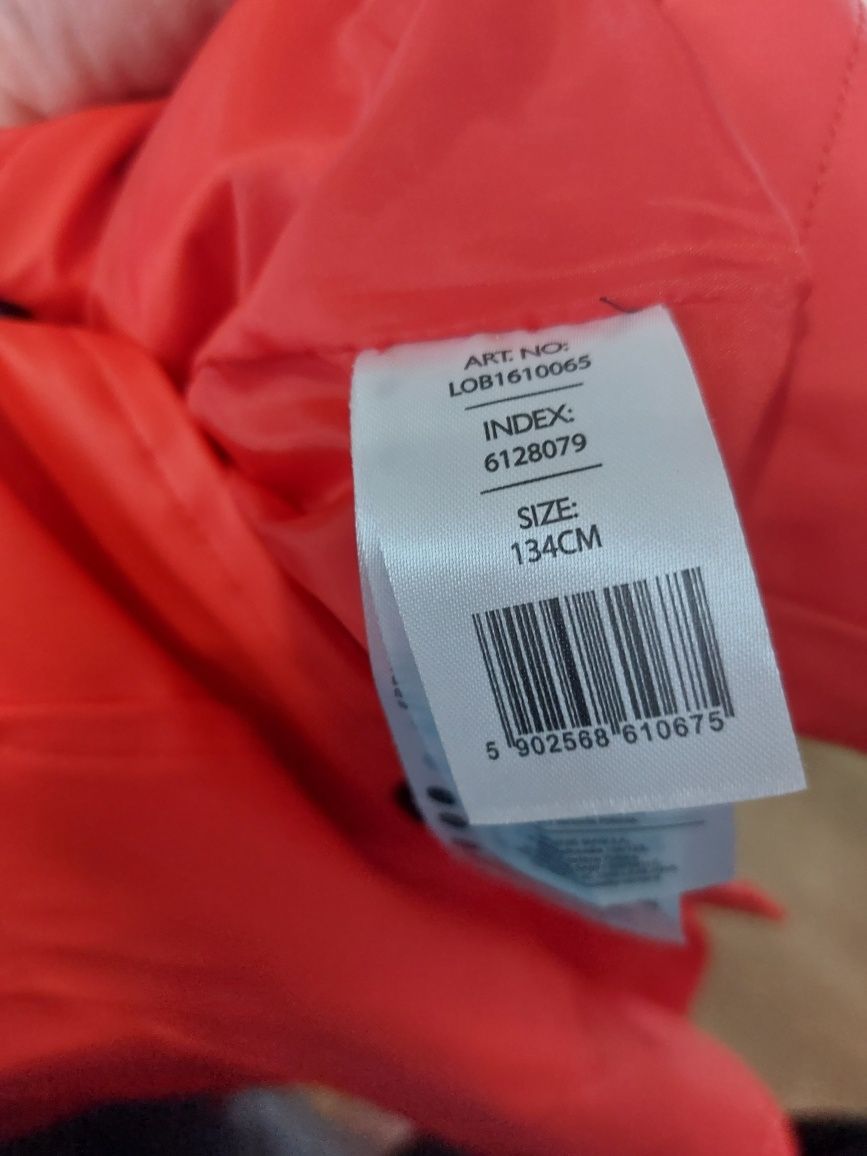 ART. NO:
LOB1610065
INDEX:
6128079
SIZE:
134CM
5 902568 610675